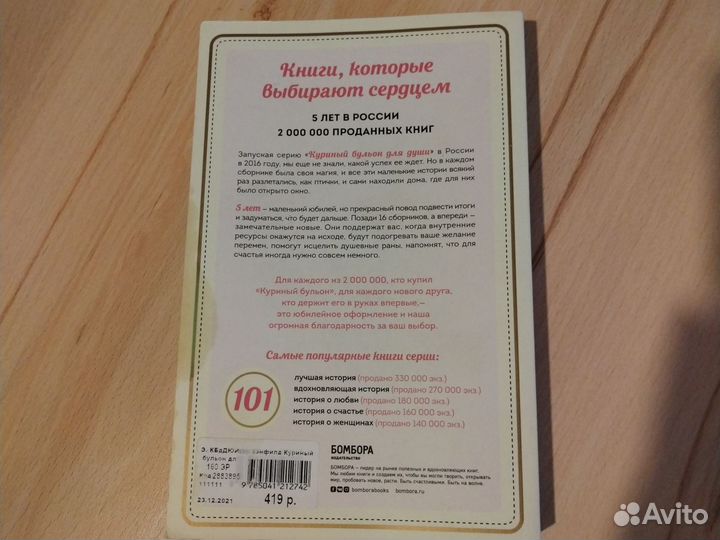 Книги, которые
выбирают сердцем
5 ЛЕТ В РОССИИ
2 000 000 ПРОДАННЫХ КНИГ
Запуская серию «Куриный бульон для души» в России
в 2016 году, мы еще не знали, какой успех ее ждет. Но в каждом
сборнике была своя магия, и все эти маленькие истории всякий
раз разлетались, как птички, и сами находили дома, где для них
было открыто окно.
5 лет – маленький юбилей, но прекрасный повод подвести итоги
и задуматься, что будет дальше. Позади 16 сборников, а впереди –
замечательные новые. Они поддержат вас, когда внутренние
ресурсы окажутся на исходе, будут подогревать ваше желание
перемен, помогут исцелить душевные раны, напомнят, что для
счастья иногда нужно совсем немного.
Для каждого из 2 000 000, кто купил
«Куриный бульон», для каждого нового друга,
кто держит его в руках впервые, –
это юбилейное оформление и наша
огромная благодарность за ваш выбор.
Самые популярные книги серии:
101
лучшая история (продано 330 000 экз.)
вдохновляющая история (продано 270 000 экз.)
история о любви (продано 180 000 экз.)
история о счастье (продано 160 000 экз.)
история о женщинах (продано 140 000 экз.)
БОМБОРА
ИЗДАТЕЛЬСТВО
БОМБОРА – лидер на рынке полезных и вдохновляющих книг.
Мы любим книги и создаем их, чтобы вы могли творить, открывать
мир, пробовать новое, расти. Быть счастливыми. Быть на волне.
bomborabooks bombora.ru
Куриный
бульон
160 ЭР
111111
9 785041 212742
23.12.2021
419 р.
Avito